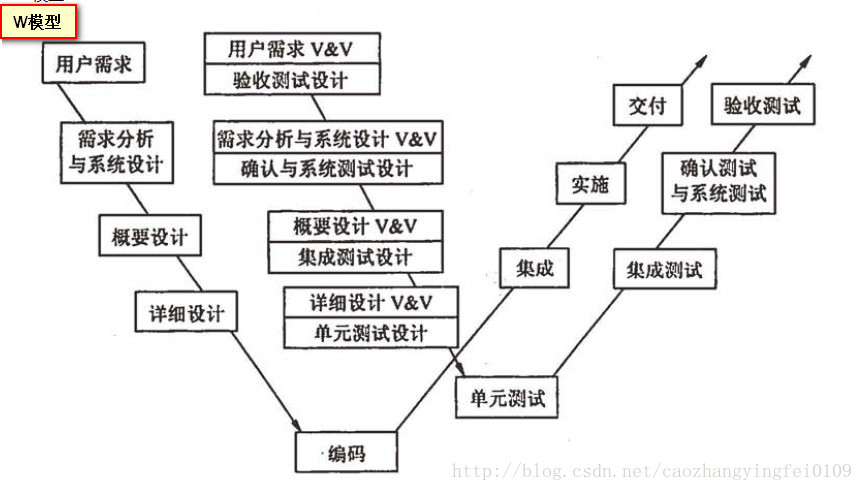 W模型
用户需求
需求分析
与系统设计
概要设计
详细设计
用户需求 V&V
验收测试设计
需求分析与系统设计 V&V
确认与系统测试设计
概要设计 V&V
集成测试设计
详细设计 V&V
单元测试设计
编码
单元测试
集成
实施
交付
集成测试
确认测试
与系统测试
验收测试
http://blog.csdn.net/caozhangyingfei0109